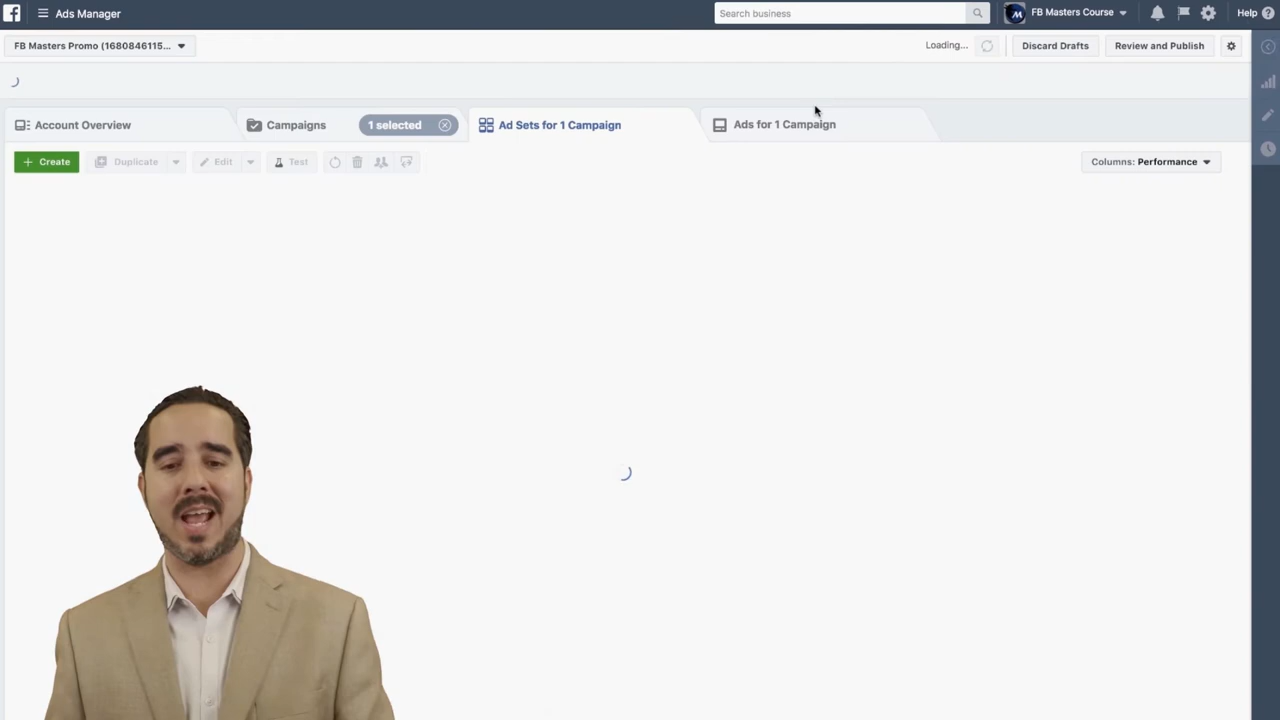 Ads Manager
Search business
FB Masters Course
Help
FB Masters Promo (1680846115...
Loading...
Discard Drafts
Review and Publish
Account Overview
Campaigns
1 selected
Ad Sets for 1 Campaign
Ads for 1 Campaign
+ Create
Duplicate
Edit
Test
Columns: Performance